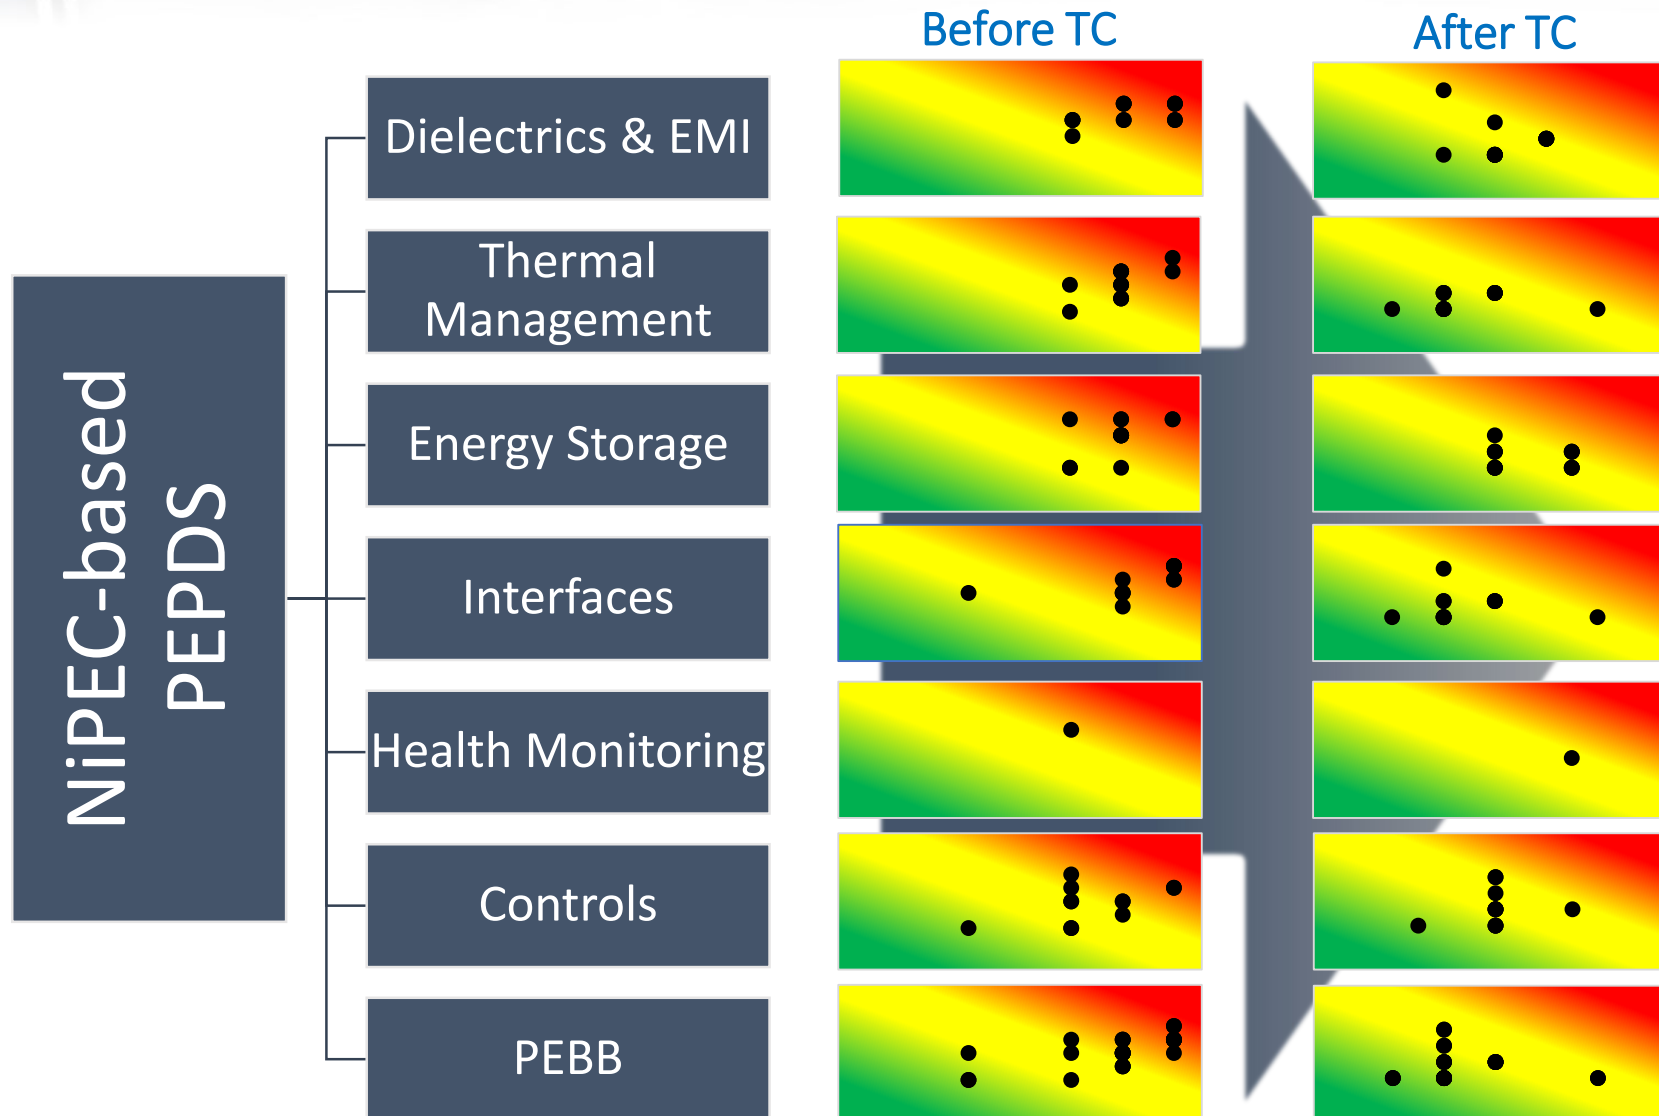 Before TC
After TC
NiPEC-based
PEPDS
Dielectrics & EMI
Thermal
Management
Energy Storage
Interfaces
Health Monitoring
Controls
PEBB